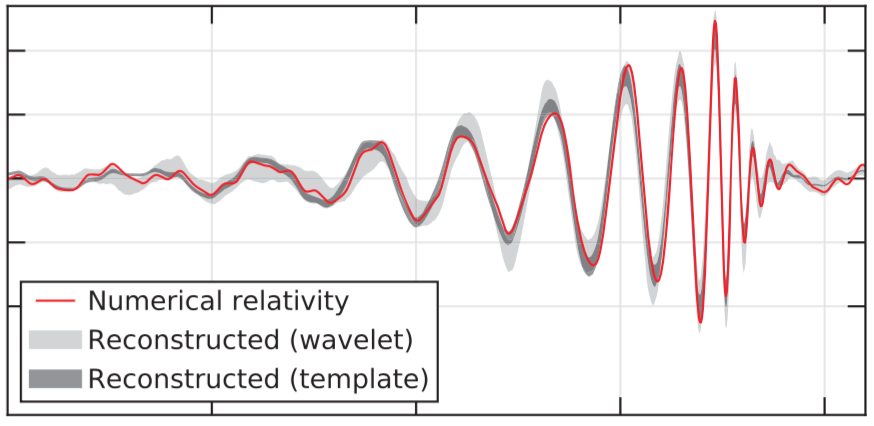 Numerical relativity
Reconstructed (wavelet)
Reconstructed (template)